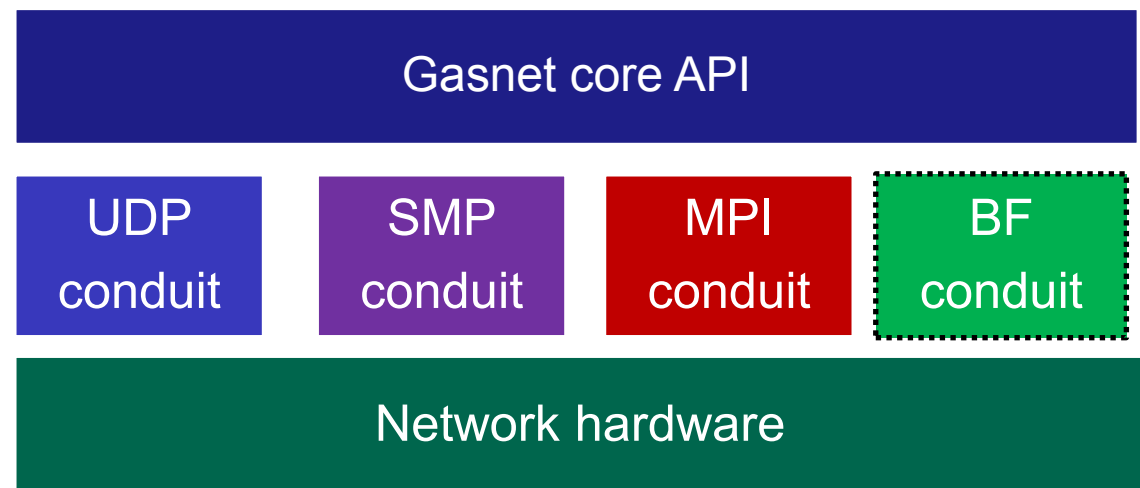 Gasnet core API
UDP
conduit
SMP
conduit
MPI
conduit
BF
conduit
Network hardware